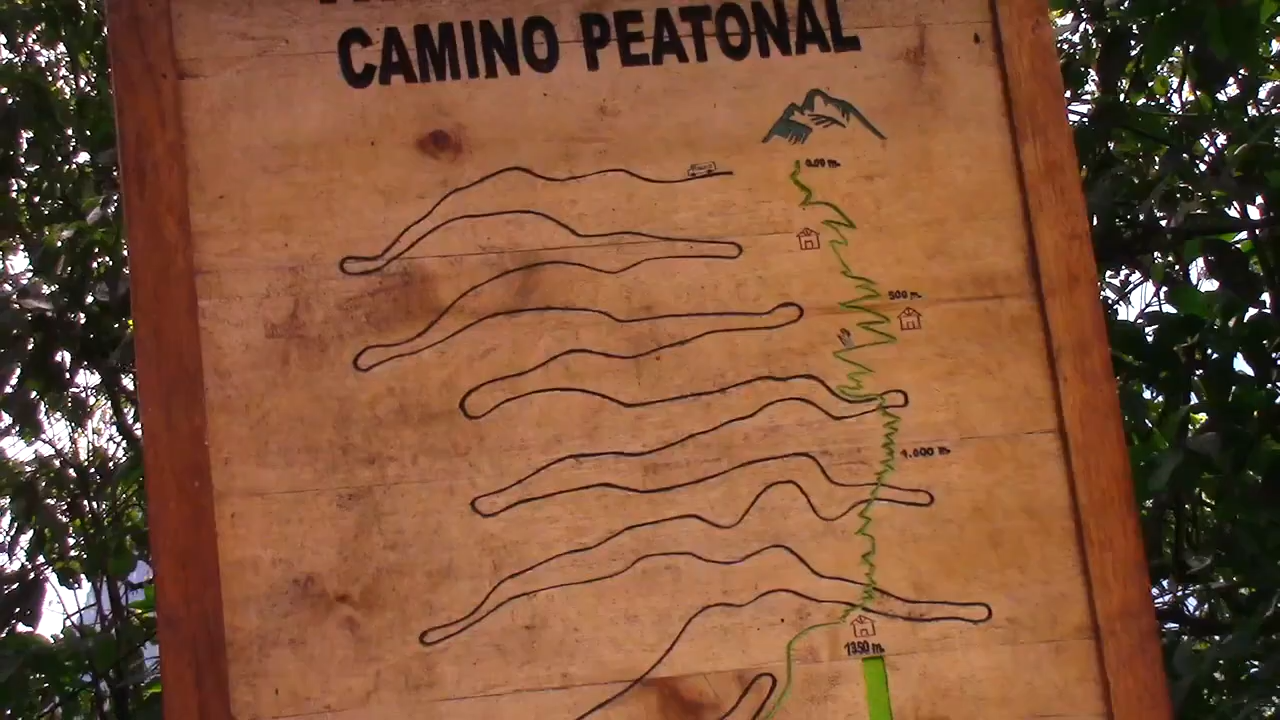 CAMINO PEATONAL
0.00 m.
500 m.
1.000 m
1350 m.